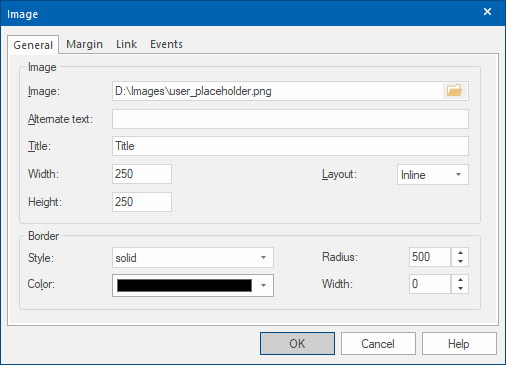 Image
General Margin Link Events
Image
Image: D:\Images\user_placeholder.png
Alternate text:
Title: Title
Width: 250 Layout: Inline
Height: 250
Border
Style: solid Radius: 500
Color: Width: 0
OK Cancel Help